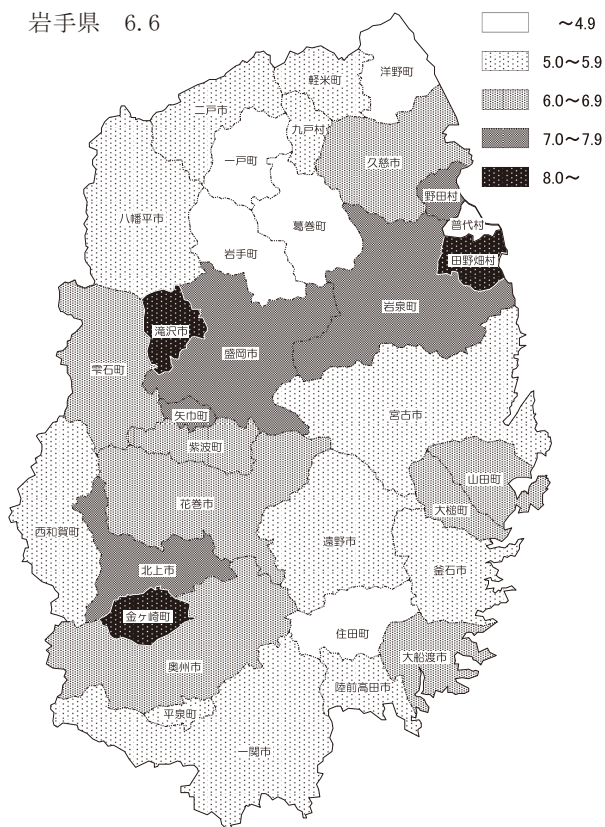 岩手県 6.6
～4.9
5.0～5.9
6.0～6.9
7.0～7.9
8.0～
洋野町
軽米町
二戸市
九戸村
一戸町
久慈市
野田村
八幡平市
葛巻町
普代村
岩手町
田野畑村
岩泉町
滝沢市
盛岡市
雫石町
矢巾町
宮古市
紫波町
山田町
花巻市
大槌町
西和賀町
遠野市
北上市
釜石市
金ヶ崎町
住田町
大船渡市
奥州市
陸前高田市
平泉町
一関市